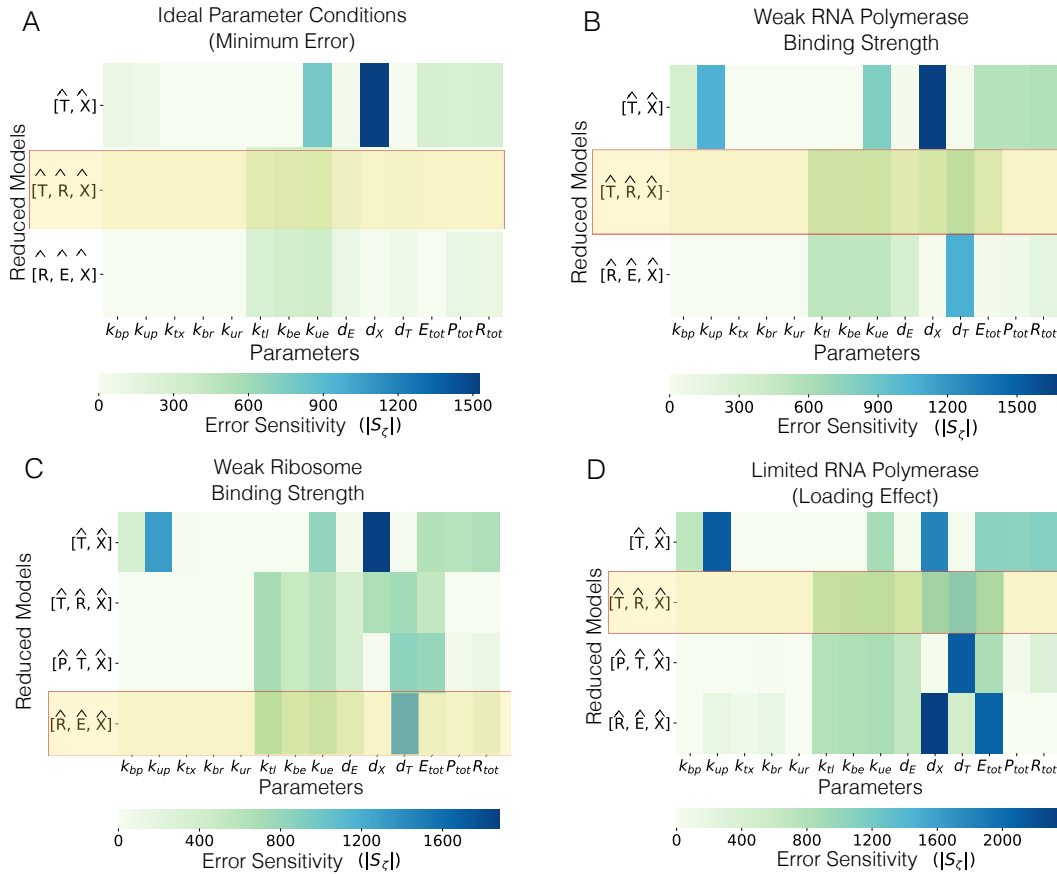 A
Ideal Parameter Conditions
(Minimum Error)
Reduced Models
[T̂, X̂]
[T̂, R̂, X̂]
[R̂, Ê, X̂]
k_bp k_up k_tx k_br k_ur k_tl k_be k_ue d_E d_X d_T E_tot P_tot R_tot
Parameters
0 300 600 900 1200 1500
Error Sensitivity (|S_ζ|)
B
Weak RNA Polymerase
Binding Strength
Reduced Models
[T̂, X̂]
[T̂, R̂, X̂]
[R̂, Ê, X̂]
k_bp k_up k_tx k_br k_ur k_tl k_be k_ue d_E d_X d_T E_tot P_tot R_tot
Parameters
0 300 600 900 1200 1500
Error Sensitivity (|S_ζ|)
C
Weak Ribosome
Binding Strength
Reduced Models
[T̂, X̂]
[T̂, R̂, X̂]
[P̂, T̂, X̂]
[R̂, Ê, X̂]
k_bp k_up k_tx k_br k_ur k_tl k_be k_ue d_E d_X d_T E_tot P_tot R_tot
Parameters
0 400 800 1200 1600
Error Sensitivity (|S_ζ|)
D
Limited RNA Polymerase
(Loading Effect)
Reduced Models
[T̂, X̂]
[T̂, R̂, X̂]
[P̂, T̂, X̂]
[R̂, Ê, X̂]
k_bp k_up k_tx k_br k_ur k_tl k_be k_ue d_E d_X d_T E_tot P_tot R_tot
Parameters
0 400 800 1200 1600 2000
Error Sensitivity (|S_ζ|)